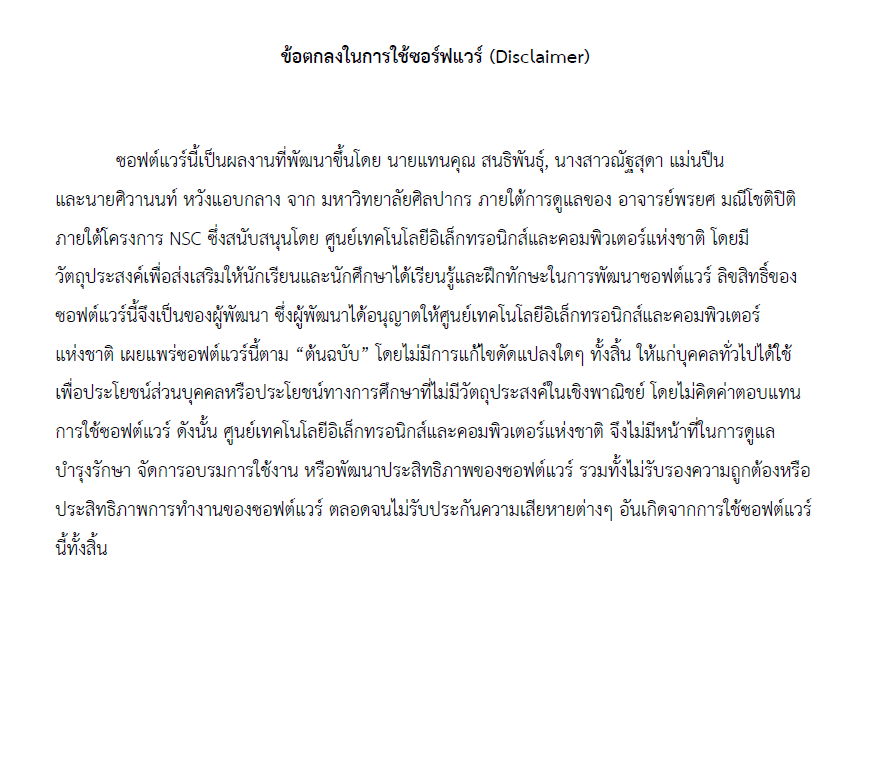 ข้อตกลงในการใช้ซอร์ฟแวร์ (Disclaimer)
ซอฟต์แวร์นี้เป็นผลงานที่พัฒนาขึ้นโดย นายแทนคุณ สนธิพันธุ์, นางสาวณัฐสุดา แม่นปืน
และนายศิวานนท์ หวังแอบกลาง จาก มหาวิทยาลัยศิลปากร ภายใต้การดูแลของ อาจารย์พรยศ มณีโชติปิติ
ภายใต้โครงการ NSC ซึ่งสนับสนุนโดย ศูนย์เทคโนโลยีอิเล็กทรอนิกส์และคอมพิวเตอร์แห่งชาติ โดยมี
วัตถุประสงค์เพื่อส่งเสริมให้นักเรียนและนักศึกษาได้เรียนรู้และฝึกทักษะในการพัฒนาซอฟต์แวร์ ลิขสิทธิ์ของ
ซอฟต์แวร์นี้จึงเป็นของผู้พัฒนา ซึ่งผู้พัฒนาได้อนุญาตให้ศูนย์เทคโนโลยีอิเล็กทรอนิกส์และคอมพิวเตอร์
แห่งชาติ เผยแพร่ซอฟต์แวร์นี้ตาม “ต้นฉบับ” โดยไม่มีการแก้ไขดัดแปลงใดๆ ทั้งสิ้น ให้แก่บุคคลทั่วไปได้ใช้
เพื่อประโยชน์ส่วนบุคคลหรือประโยชน์ทางการศึกษาที่ไม่มีวัตถุประสงค์ในเชิงพาณิชย์ โดยไม่คิดค่าตอบแทน
การใช้ซอฟต์แวร์ ดังนั้น ศูนย์เทคโนโลยีอิเล็กทรอนิกส์และคอมพิวเตอร์แห่งชาติ จึงไม่มีหน้าที่ในการดูแล
บำรุงรักษา จัดการอบรมการใช้งาน หรือพัฒนาประสิทธิภาพของซอฟต์แวร์ รวมทั้งไม่รับรองความถูกต้องหรือ
ประสิทธิภาพการทำงานของซอฟต์แวร์ ตลอดจนไม่รับประกันความเสียหายต่างๆ อันเกิดจากการใช้ซอฟต์แวร์
นี้ทั้งสิ้น